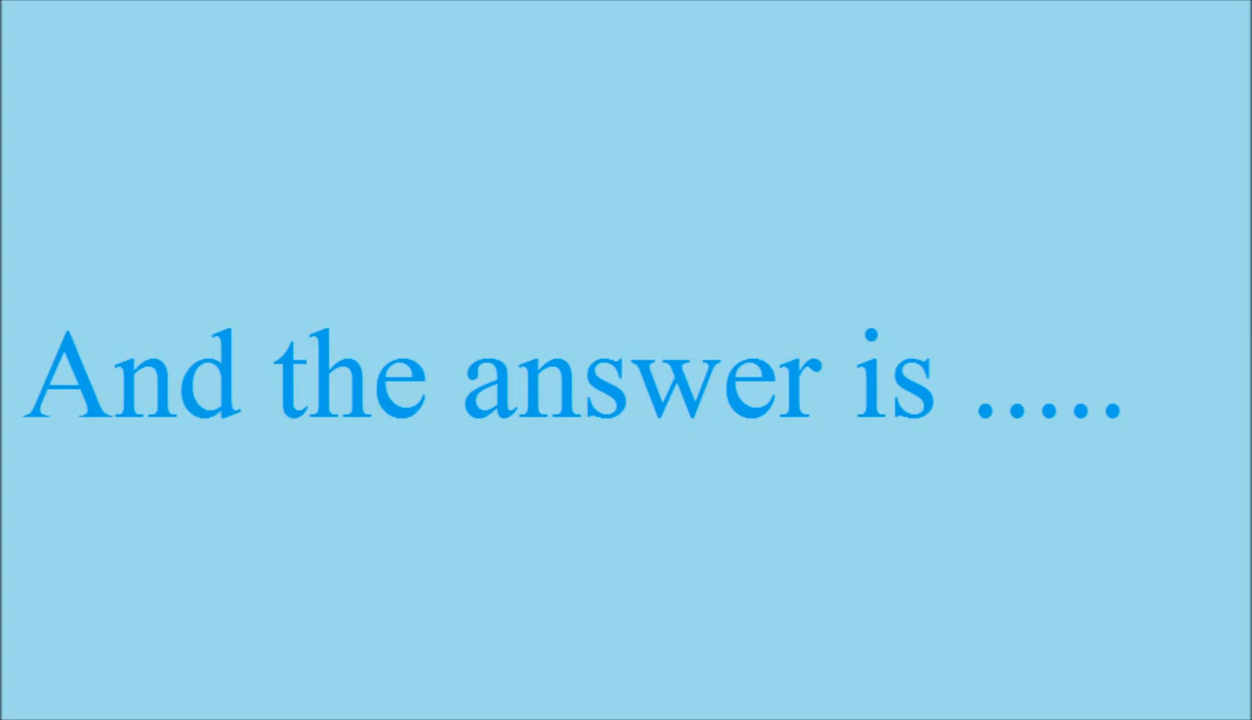 And the answer is .....